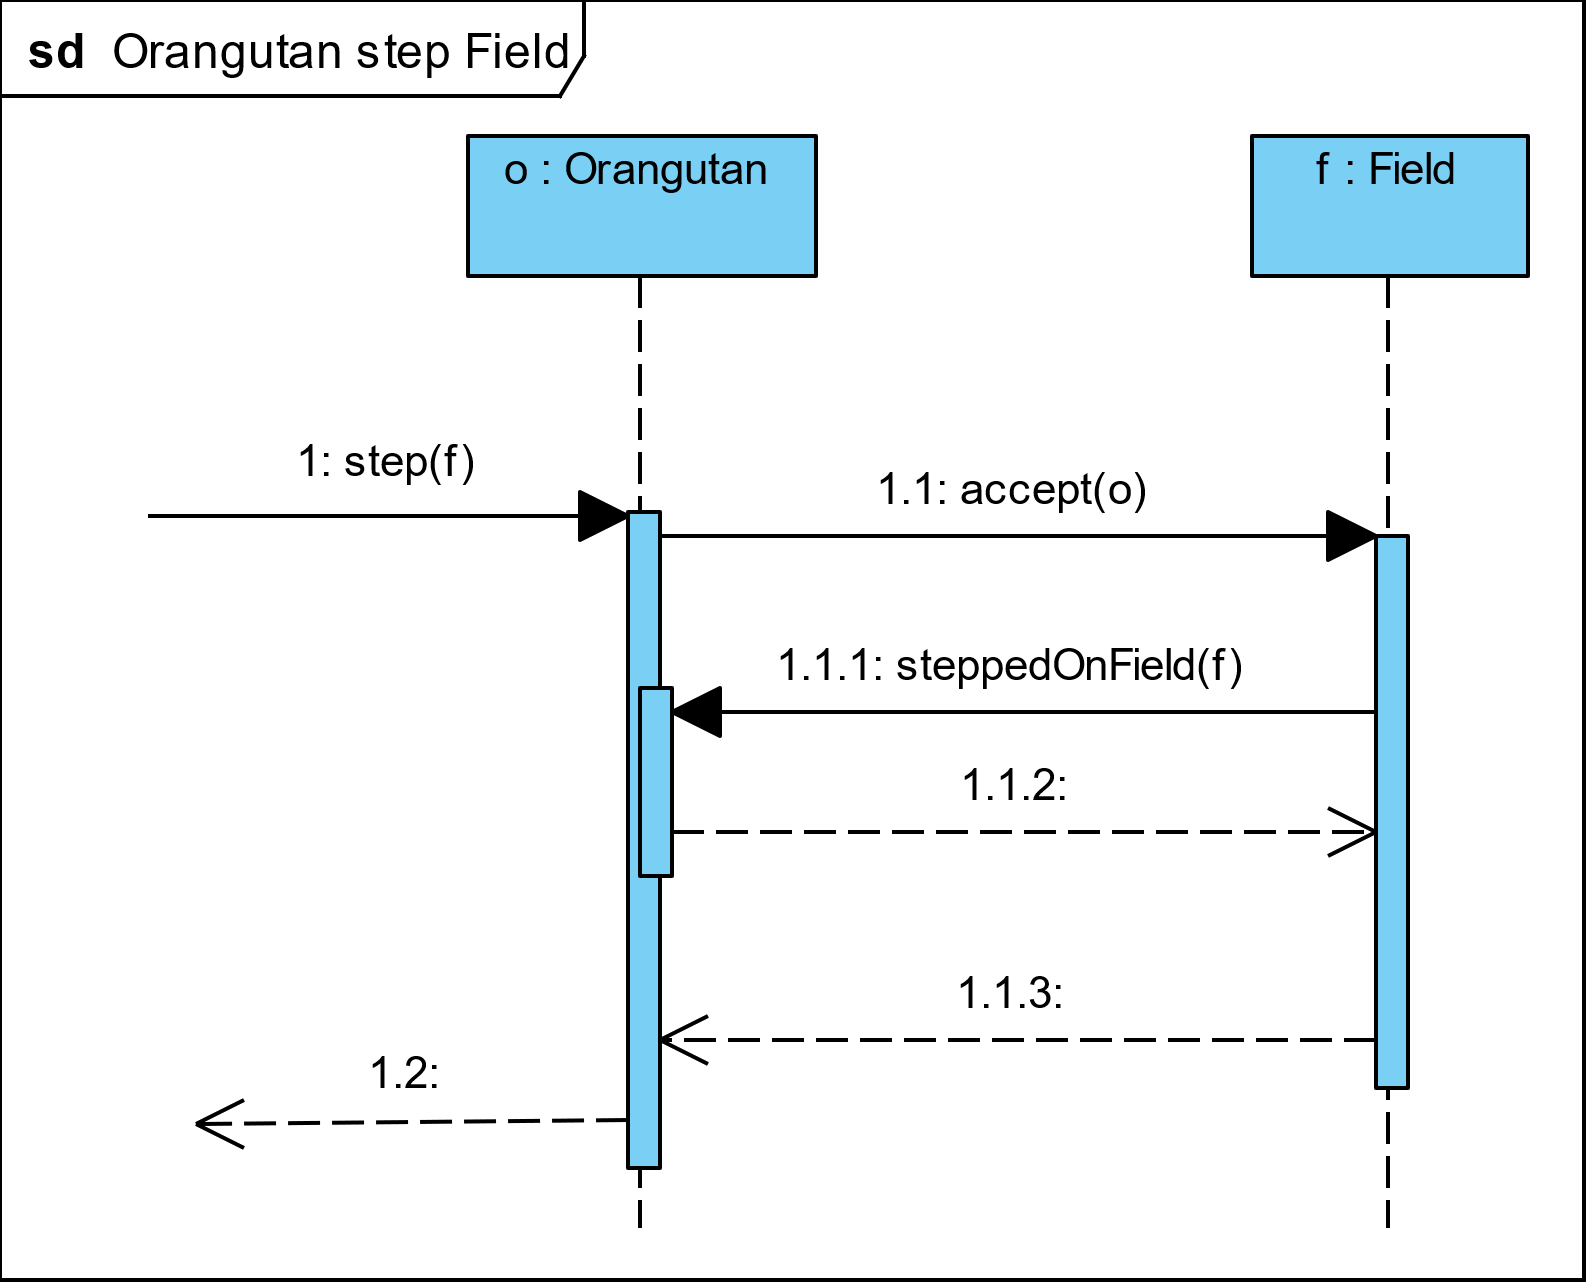 sd Orangutan step Field
o : Orangutan
f : Field
1: step(f)
1.1: accept(o)
1.1.1: steppedOnField(f)
1.1.2:
1.1.3:
1.2: